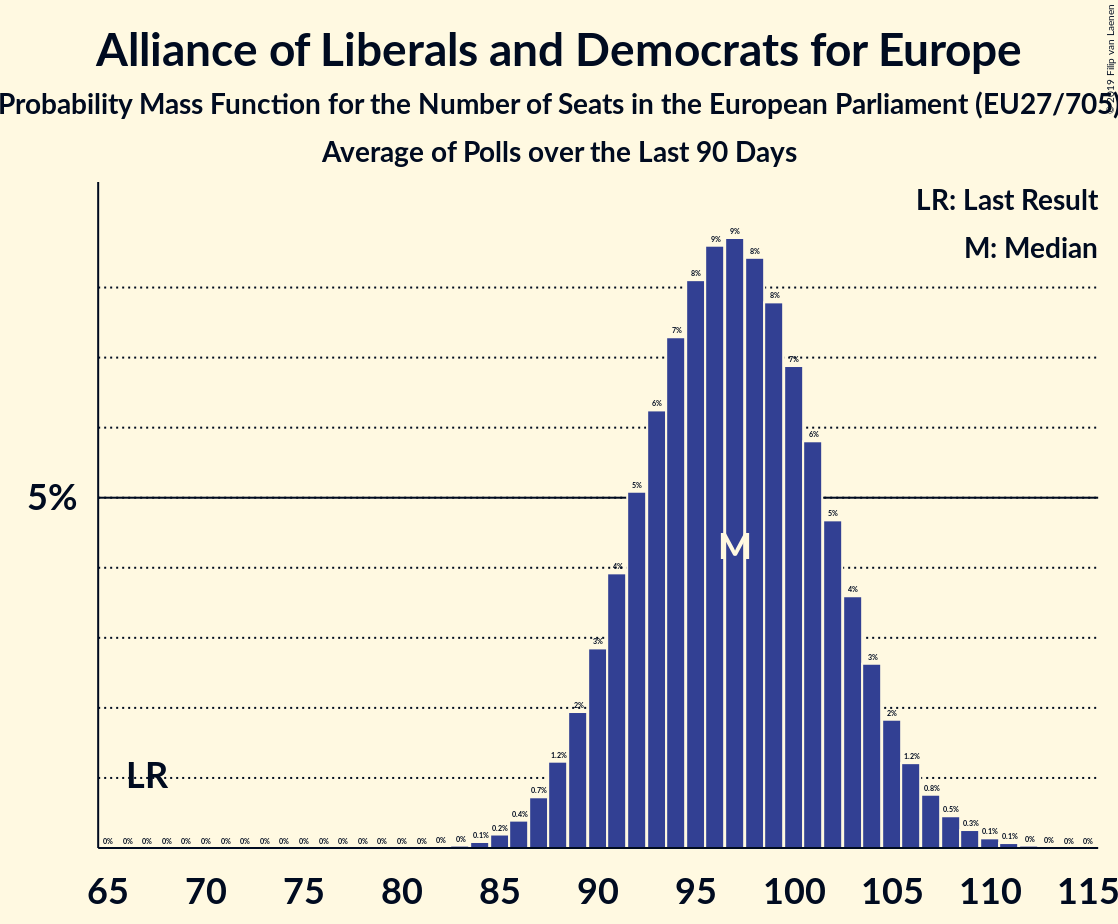 Alliance of Liberals and Democrats for Europe
Probability Mass Function for the Number of Seats in the European Parliament (EU27/705)
Average of Polls over the Last 90 Days
© 2019 Filip van Laenen
LR: Last Result
M: Median
5%
0% 0% 0% 0% 0% 0% 0% 0% 0% 0% 0% 0% 0% 0% 0% 0% 0% 0% 0% 0.1% 0.2% 0.4% 0.7% 1.2% 2% 3% 4% 5% 6% 7% 8% 9% 9% 8% 8% 7% 6% 5% 4% 3% 2% 1.2% 0.8% 0.5% 0.3% 0.1% 0.1% 0% 0% 0% 0%
M
LR
65 70 75 80 85 90 95 100 105 110 115